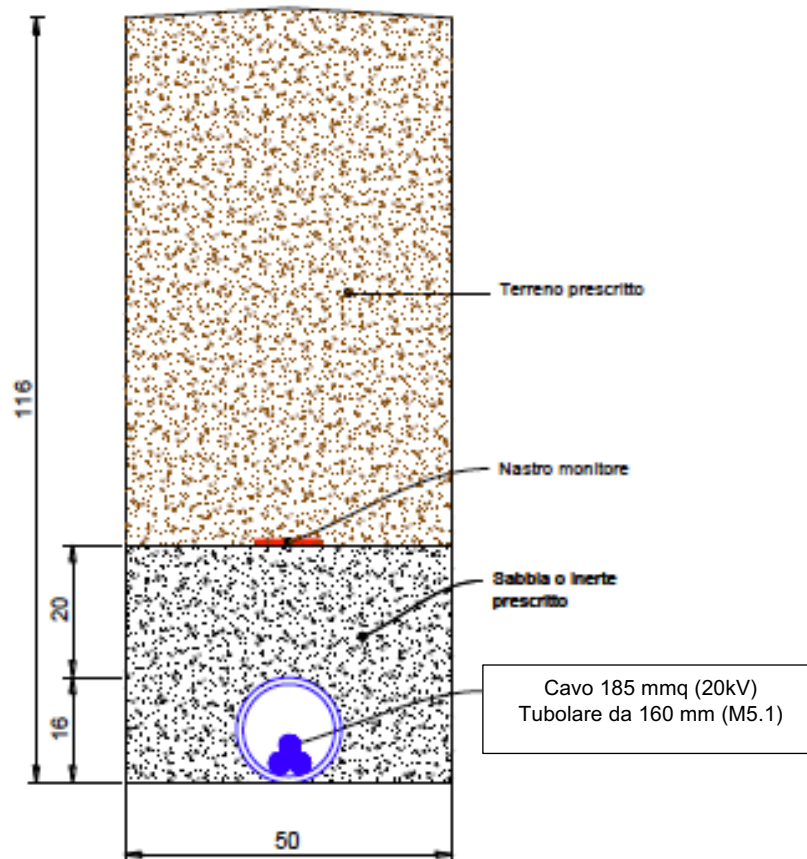 116
Terreno prescritto
Nastro monitore
20
Sabbia o inerte
prescritto
16
Cavo 185 mmq (20kV)
Tubolare da 160 mm (M5.1)
50